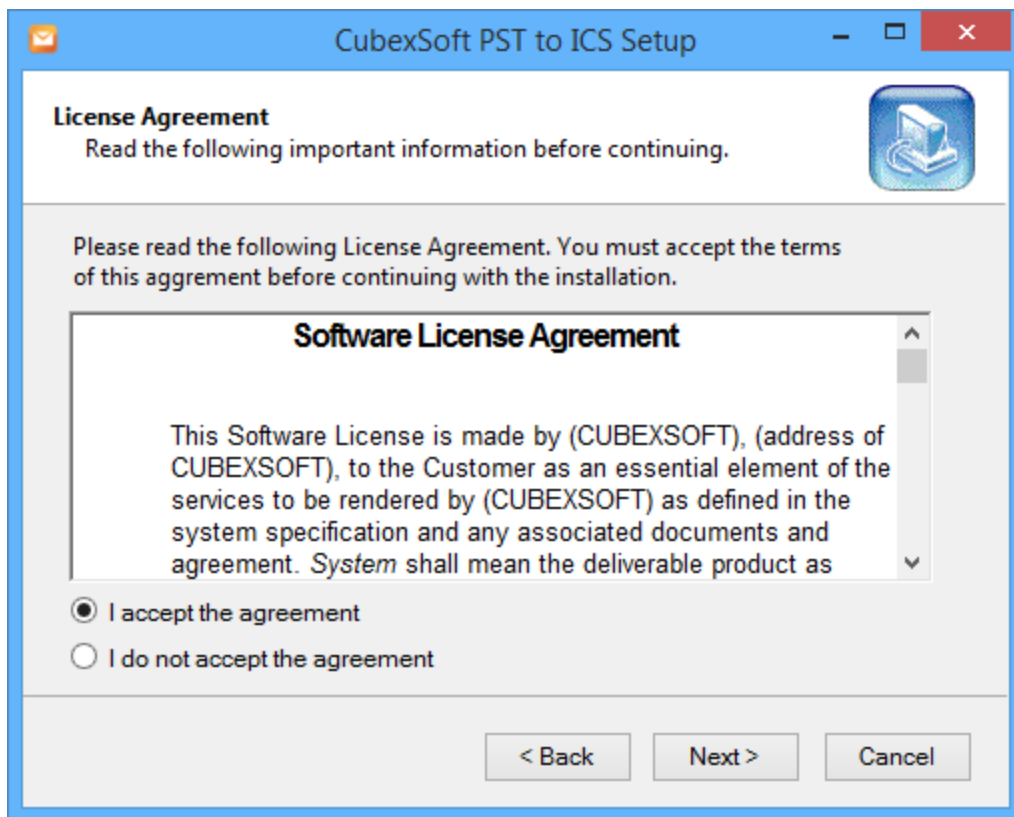 CubexSoft PST to ICS Setup
License Agreement
Read the following important information before continuing.
Please read the following License Agreement. You must accept the terms
of this aggrement before continuing with the installation.
Software License Agreement
This Software License is made by (CUBEXSOFT), (address of
CUBEXSOFT), to the Customer as an essential element of the
services to be rendered by (CUBEXSOFT) as defined in the
system specification and any associated documents and
agreement. System shall mean the deliverable product as
I accept the agreement
I do not accept the agreement
< Back Next > Cancel